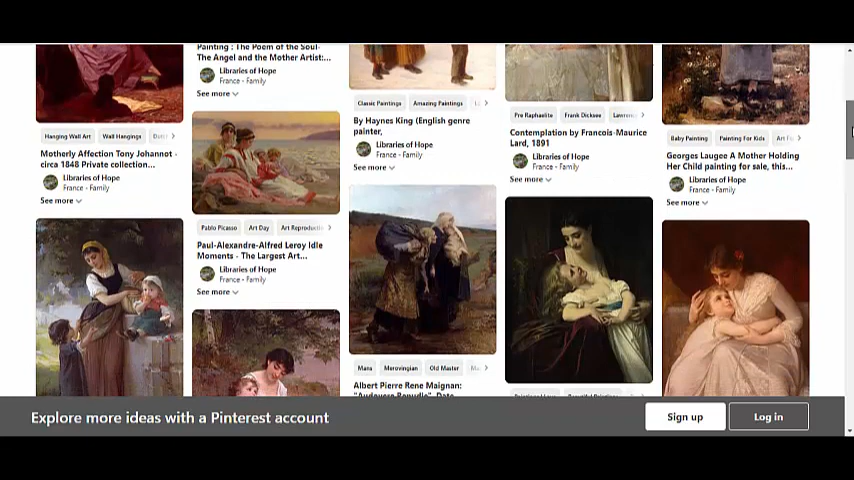 Hanging Wall Art Wall Hangings
Motherly Affection Tony Johannot -
circa 1848 Private collection...
Libraries of Hope
France - Family
See more
Painting : The Poem of the Soul-
The Angel and the Mother Artist:...
Libraries of Hope
France - Family
See more
Pablo Picasso Art Day Art Reproductio
Paul-Alexandre-Alfred Leroy Idle
Moments - The Largest Art...
Libraries of Hope
France - Family
See more
Classic Paintings Amazing Paintings
By Haynes King (English genre
painter,
Libraries of Hope
France - Family
See more
Mans Merovingian Old Master
Albert Pierre Rene Maignan:
Pre Raphaelite Frank Dicksee
Contemplation by Francois-Maurice
Lard, 1891
Libraries of Hope
France - Family
See more
Baby Painting Painting For Kids
Georges Laugee A Mother Holding
Her Child painting for sale, this...
Libraries of Hope
France - Family
See more
Explore more ideas with a Pinterest account
Sign up
Log in